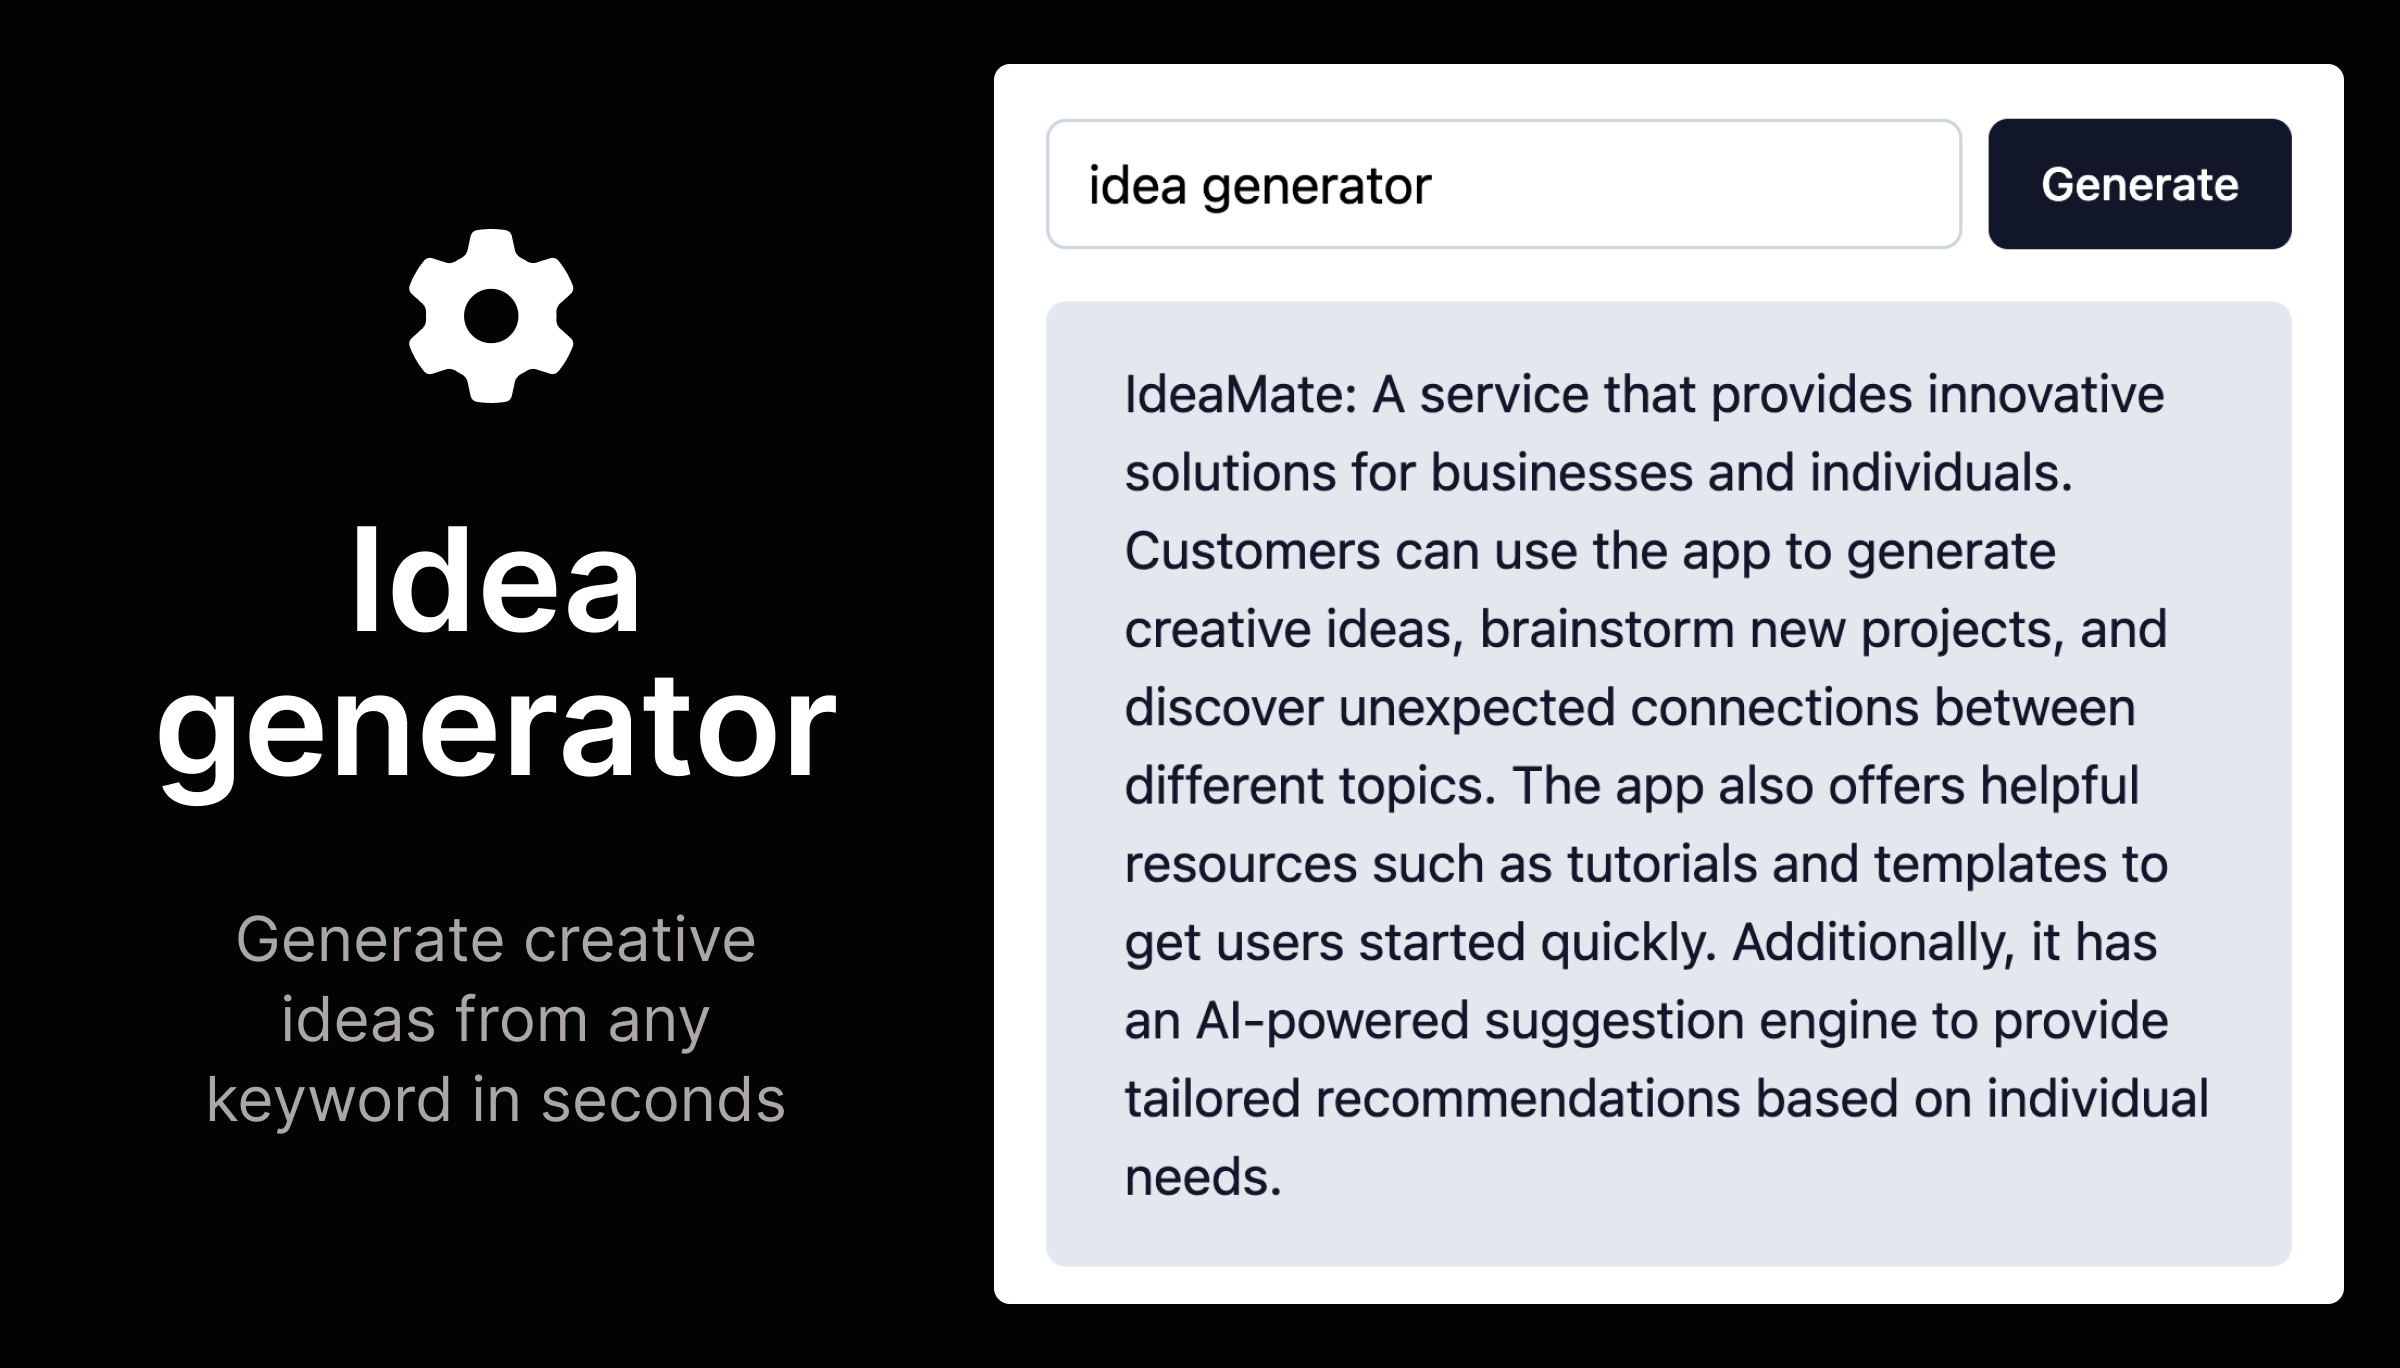 Idea
generator
Generate creative
ideas from any
keyword in seconds
idea generator
Generate
IdeaMate: A service that provides innovative
solutions for businesses and individuals.
Customers can use the app to generate
creative ideas, brainstorm new projects, and
discover unexpected connections between
different topics. The app also offers helpful
resources such as tutorials and templates to
get users started quickly. Additionally, it has
an AI-powered suggestion engine to provide
tailored recommendations based on individual
needs.